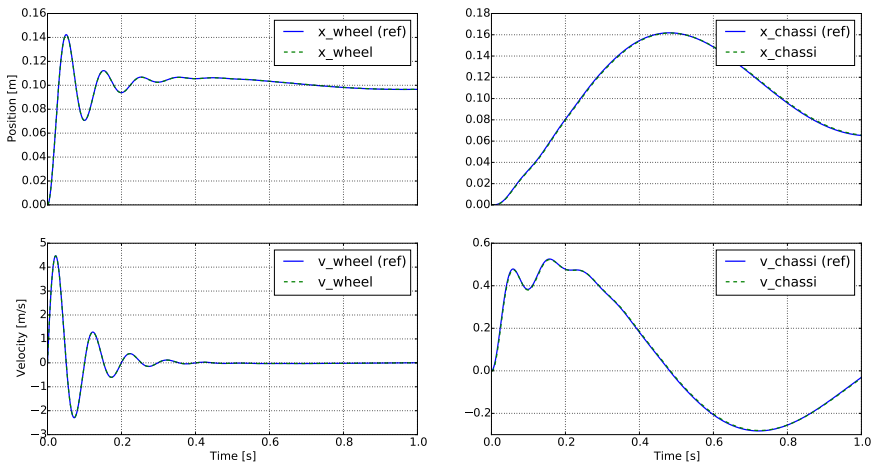 0.16
0.14
0.12
0.10
0.08
0.06
0.04
0.02
0.00
Position [m]
x_wheel (ref)
x_wheel
0.18
0.16
0.14
0.12
0.10
0.08
0.06
0.04
0.02
0.00
x_chassi (ref)
x_chassi
5
4
3
2
1
0
−1
−2
−3
Velocity [m/s]
v_wheel (ref)
v_wheel
0.0 0.2 0.4 0.6 0.8 1.0
Time [s]
0.6
0.4
0.2
0.0
−0.2
v_chassi (ref)
v_chassi
0.0 0.2 0.4 0.6 0.8 1.0
Time [s]